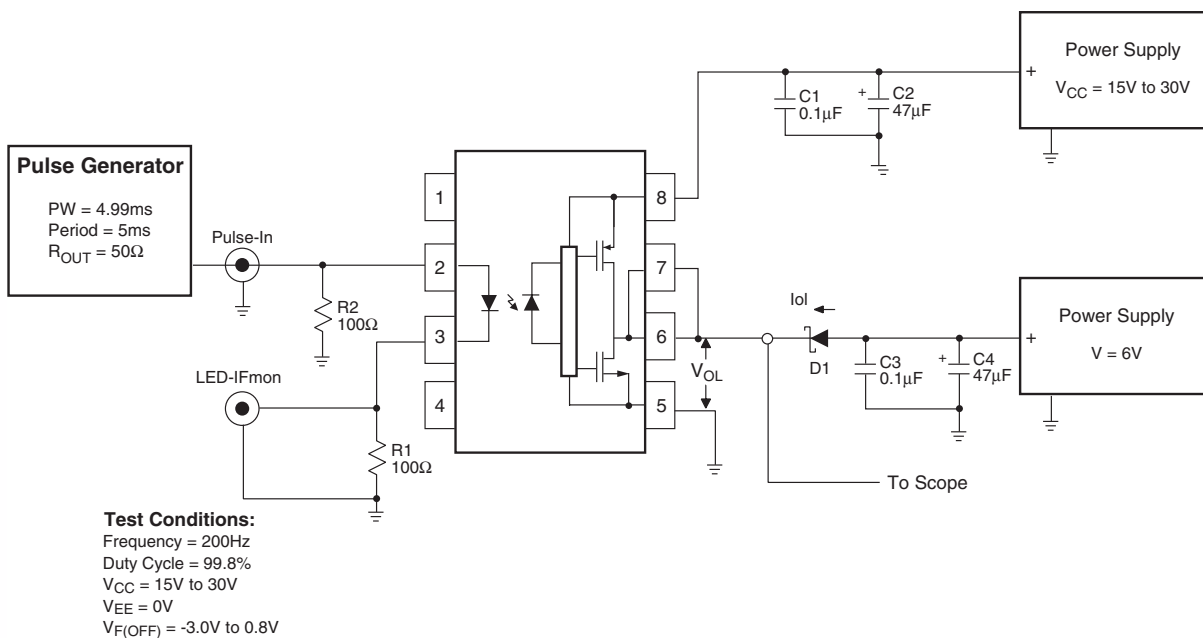 Pulse Generator
PW = 4.99ms
Period = 5ms
ROUT = 50Ω
Pulse-In
R2
100Ω
LED-IFmon
R1
100Ω
1
2
3
4
8
7
6
5
C1
0.1μF
+
C2
47μF
+
Power Supply
VCC = 15V to 30V
VOL
Iol
D1
C3
0.1μF
+
C4
47μF
+
Power Supply
V = 6V
To Scope
Test Conditions:
Frequency = 200Hz
Duty Cycle = 99.8%
VCC = 15V to 30V
VEE = 0V
VF(OFF) = -3.0V to 0.8V